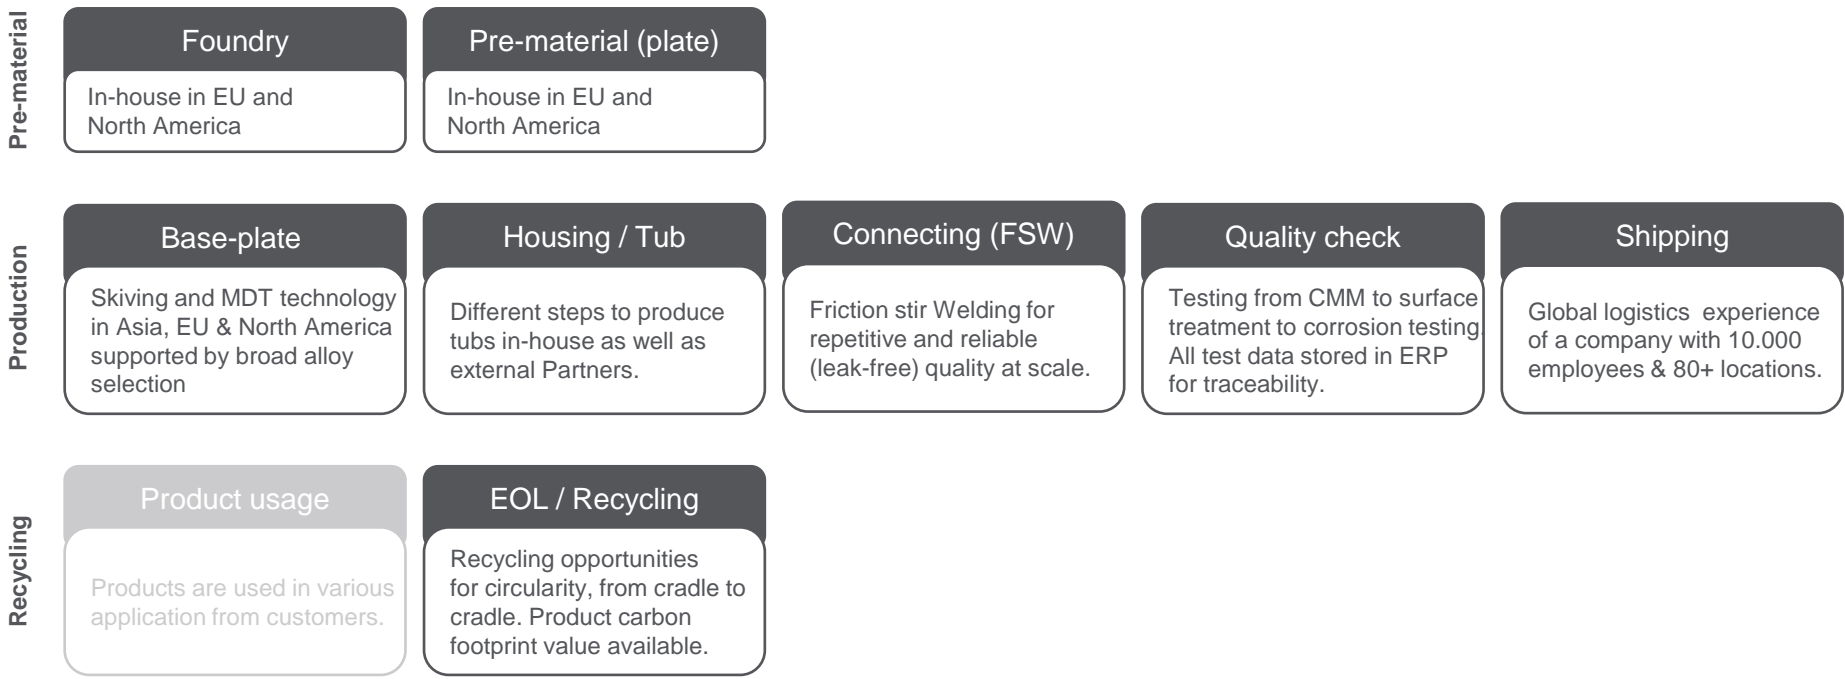 Pre-material
Foundry
In-house in EU and
North America
Pre-material (plate)
In-house in EU and
North America
Production
Base-plate
Skiving and MDT technology
in Asia, EU & North America
supported by broad alloy
selection
Housing / Tub
Different steps to produce
tubs in-house as well as
external Partners.
Connecting (FSW)
Friction stir Welding for
repetitive and reliable
(leak-free) quality at scale.
Quality check
Testing from CMM to surface
treatment to corrosion testing.
All test data stored in ERP
for traceability.
Shipping
Global logistics experience
of a company with 10.000
employees & 80+ locations.
Recycling
Product usage
Products are used in various
application from customers.
EOL / Recycling
Recycling opportunities
for circularity, from cradle to
cradle. Product carbon
footprint value available.